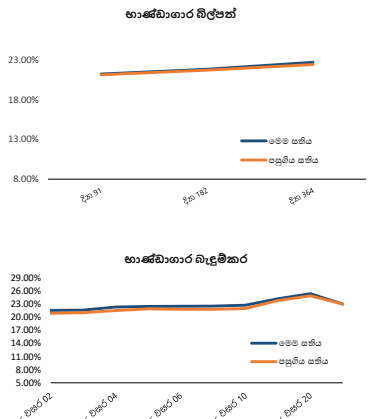 භාණ්ඩාගාර බිල්පත්
23.00%
18.00%
13.00%
8.00%
මෙම සතිය
පසුගිය සතිය
දින 91
දින 182
දින 364
භාණ්ඩාගාර බැඳුම්කර
29.00%
26.00%
23.00%
20.00%
17.00%
14.00%
11.00%
8.00%
5.00%
මෙම සතිය
පසුගිය සතිය
වසර 02
වසර 04
වසර 06
වසර 10
වසර 20